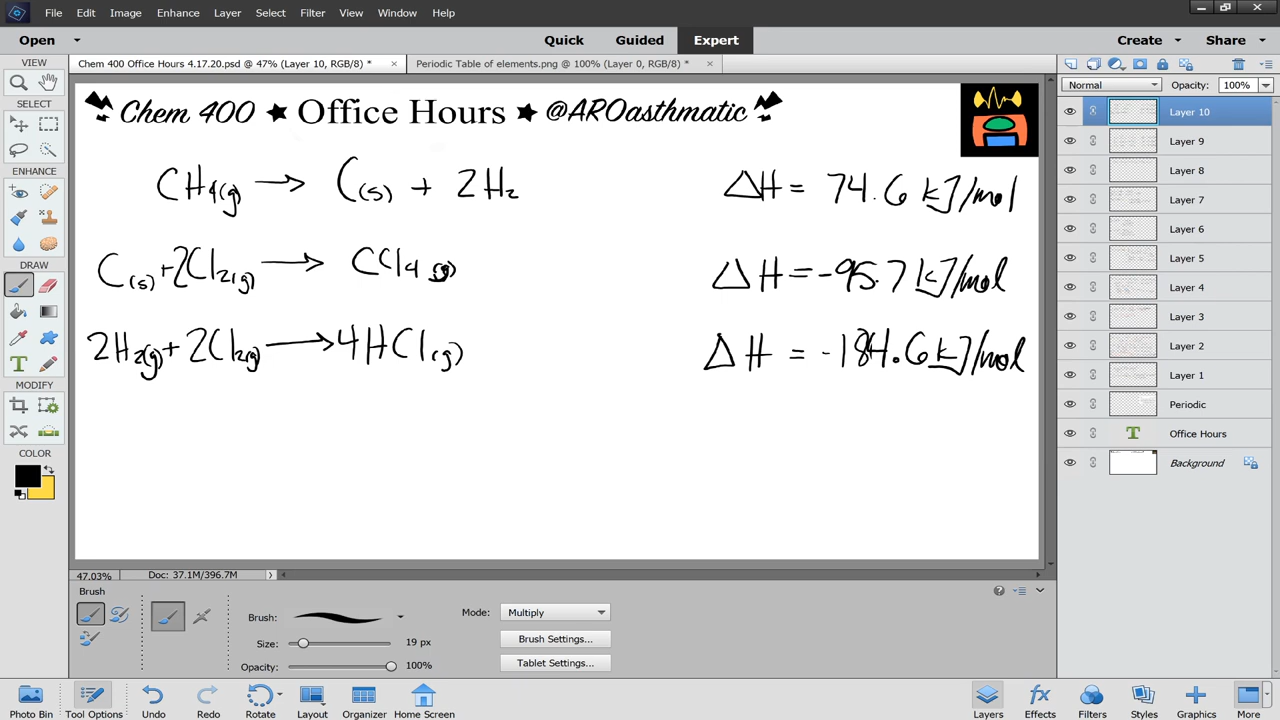 File Edit Image Enhance Layer Select Filter View Window Help
Open Quick Guided Expert Create Share
VIEW
Chem 400 Office Hours 4.17.20.psd @ 47% (Layer 10, RGB/8) * Periodic Table of elements.png @ 100% (Layer 0, RGB/8) *
Normal Opacity: 100%
SELECT
ENHANCE
DRAW
MODIFY
COLOR
Chem 400 ★ Office Hours ★ @AROasthmatic
CH4(g) → C(s) + 2H2 ΔH = 74.6 kJ/mol
C(s)+2Cl2(g) → CCl4(g) ΔH = -95.7 kJ/mol
2H2(g)+2Cl2(g) → 4HCl(g) ΔH = -184.6 kJ/mol
Layer 10
Layer 9
Layer 8
Layer 7
Layer 6
Layer 5
Layer 4
Layer 3
Layer 2
Layer 1
Periodic
T Office Hours
Background
47.03% Doc: 37.1M/396.7M
Brush
Brush: Mode: Multiply
Size: 19 px Brush Settings...
Opacity: 100% Tablet Settings...
Photo Bin Tool Options Undo Redo Rotate Layout Organizer Home Screen Layers Effects Filters Styles Graphics More